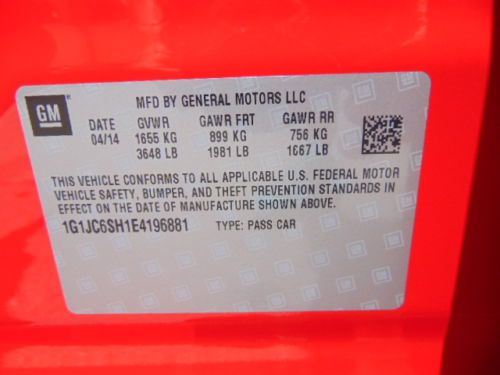 GM
MFD BY GENERAL MOTORS LLC
DATE GVWR GAWR FRT GAWR RR
04/14 1655 KG 899 KG 756 KG
3648 LB 1981 LB 1667 LB
THIS VEHICLE CONFORMS TO ALL APPLICABLE U.S. FEDERAL MOTOR
VEHICLE SAFETY, BUMPER, AND THEFT PREVENTION STANDARDS IN
EFFECT ON THE DATE OF MANUFACTURE SHOWN ABOVE.
1G1JC6SH1E4196881 TYPE: PASS CAR